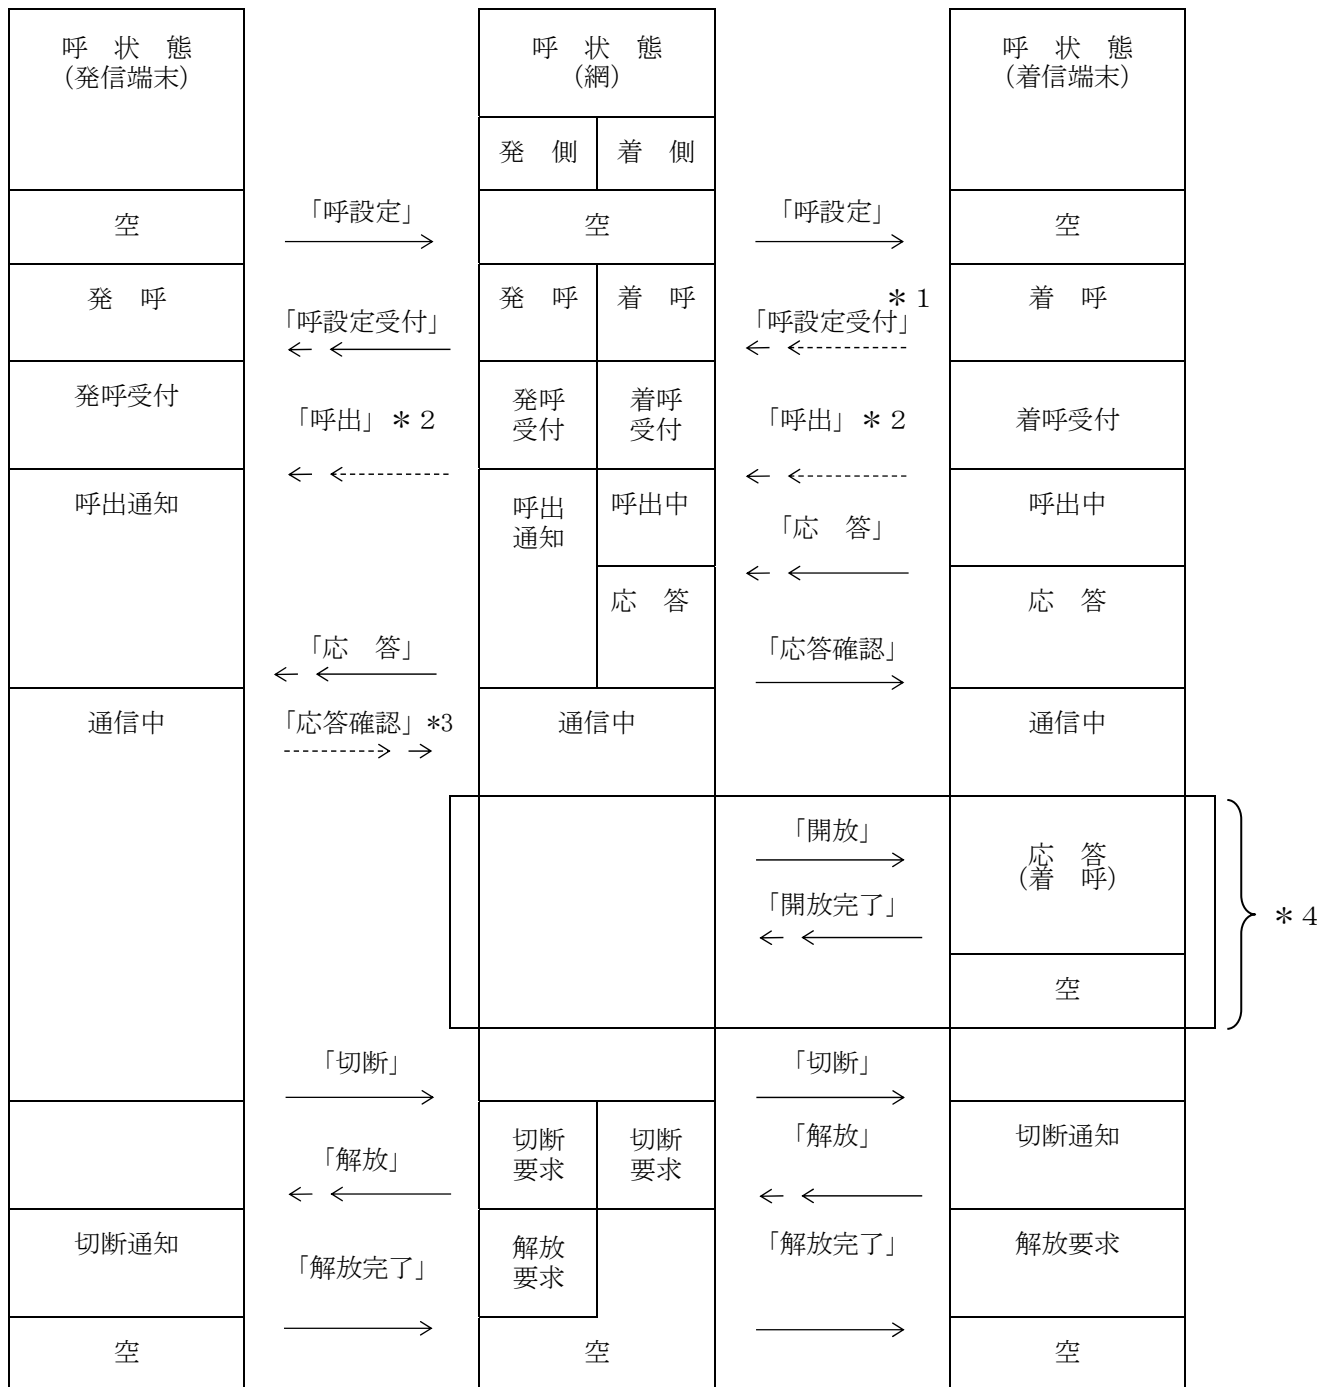 呼　状　態
(発信端末)
呼　状　態
(網)
呼　状　態
(着信端末)
発　側
着　側
空
「呼設定」
空
「呼設定」
空
発　呼
「呼設定受付」
発　呼
着　呼
＊１
「呼設定受付」
着　呼
発呼受付
「呼出」＊２
発呼
受付
着呼
受付
「呼出」＊２
着呼受付
呼出通知
呼出
通知
呼出中
「応　答」
呼出中
応　答
応　答
「応　答」
「応答確認」
通信中
「応答確認」*3
通信中
通信中
「開放」
応　答
(着　呼)
「開放完了」
＊４
空
「切断」
「切断」
「解放」
切断
要求
切断
要求
「解放」
切断通知
切断通知
「解放完了」
解放
要求
「解放完了」
解放要求
空
空
空